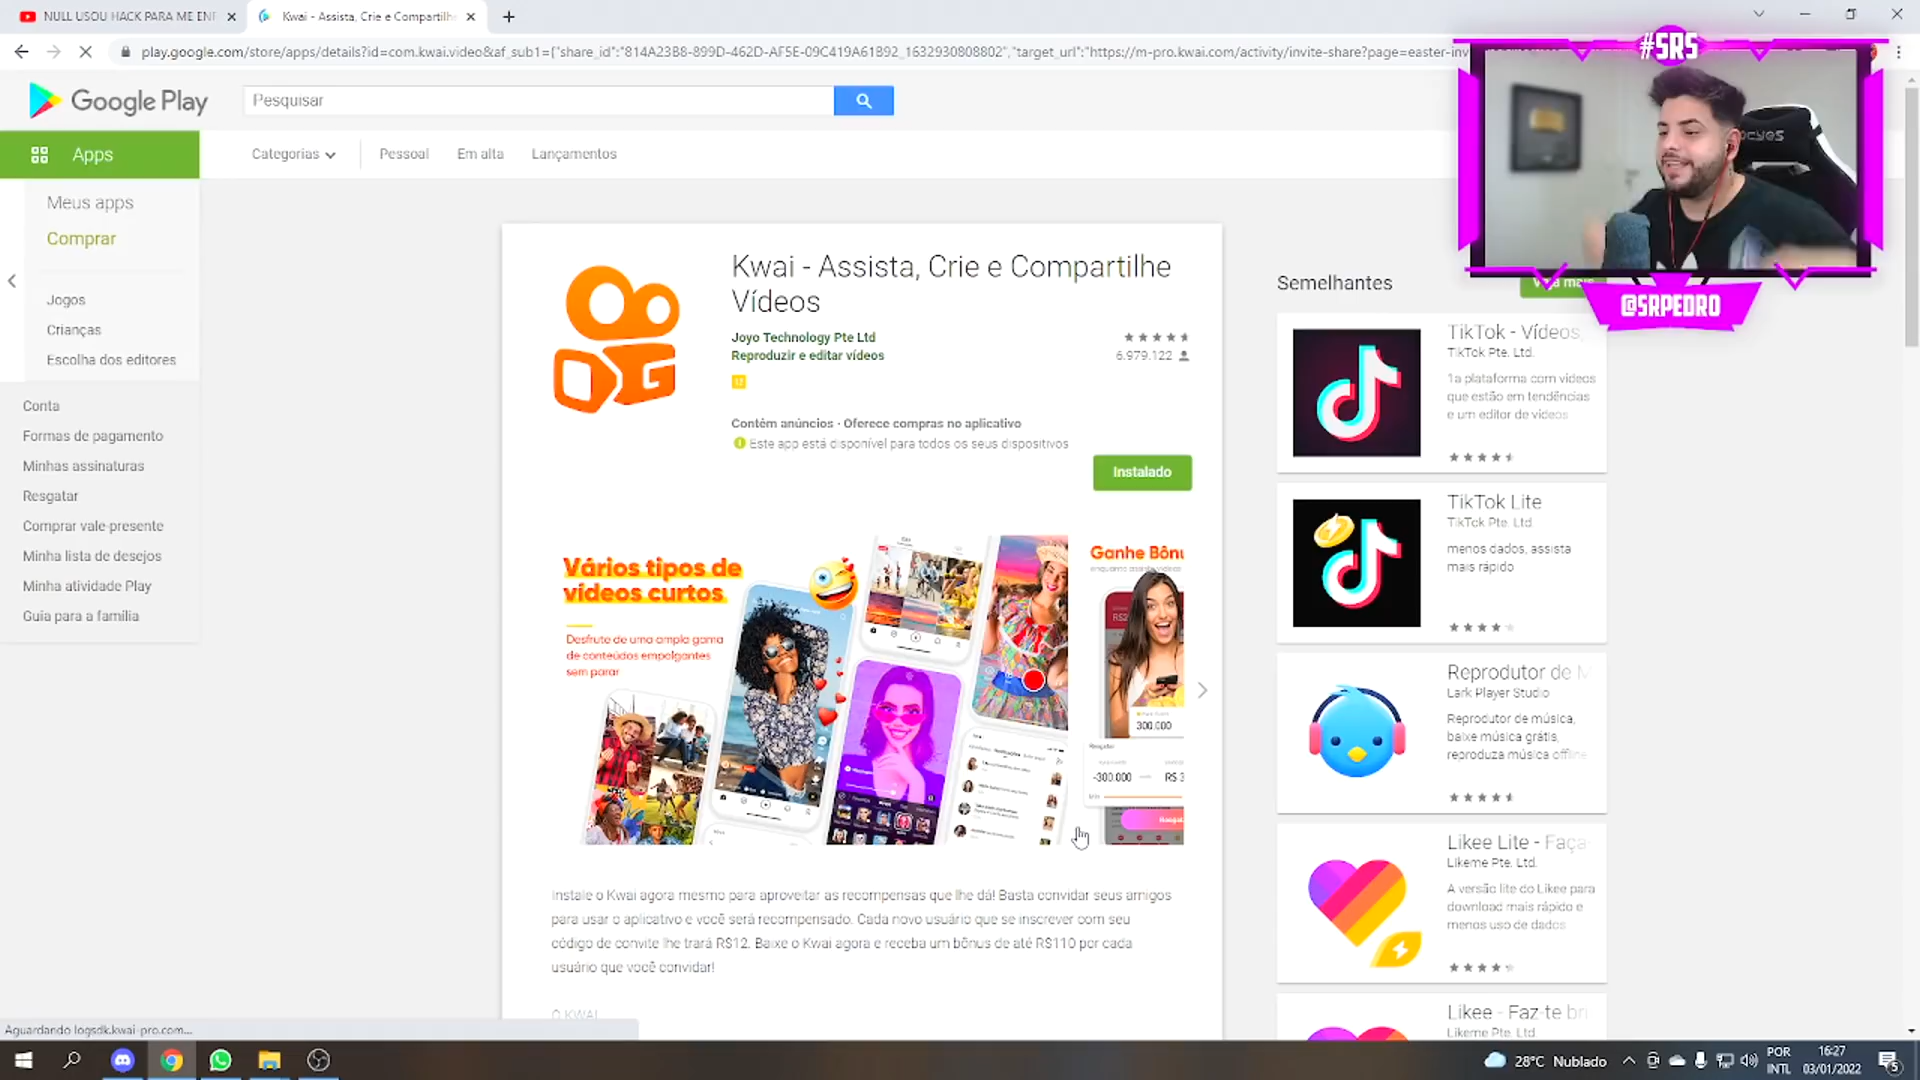 NULL USOU HACK PARA ME ENF
Kwai - Assista, Crie e Compartilhe
play.google.com/store/apps/details?id=com.kwai.video&af_sub1={"share_id":"814A23B8-899D-462D-AF5E-09C419A61B92_1632930808802","target_url":"https://m-pro.kwai.com/activity/invite-share?page=easter-inv
#SRS
Google Play
Pesquisar
Apps
Categorias
Pessoal
Em alta
Lançamentos
Meus apps
Comprar
Jogos
Crianças
Escolha dos editores
Conta
Formas de pagamento
Minhas assinaturas
Resgatar
Comprar vale-presente
Minha lista de desejos
Minha atividade Play
Guia para a família
Kwai - Assista, Crie e Compartilhe
Vídeos
Joyo Technology Pte Ltd
Reproduzir e editar vídeos
6.979.122
12
Contém anúncios · Oferece compras no aplicativo
Este app está disponível para todos os seus dispositivos
Instalado
Vários tipos de
vídeos curtos
Desfrute de uma ampla gama
de conteúdos empolgantes
sem parar
Ganhe Bônu
300.000
-300.000
R$ 3
Instale o Kwai agora mesmo para aproveitar as recompensas que lhe dá! Basta convidar seus amigos
para usar o aplicativo e você será recompensado. Cada novo usuário que se inscrever com seu
código de convite lhe trará R$12. Baixe o Kwai agora e receba um bônus de até R$110 por cada
usuário que você convidar!
O KWAI
Semelhantes
Veja mais
@SRPEDRO
TikTok - Vídeos,
TikTok Pte. Ltd.
1a plataforma com vídeos
que estão em tendências
e um editor de vídeos
TikTok Lite
TikTok Pte. Ltd.
menos dados, assista
mais rápido
Reprodutor de M
Lark Player Studio
Reprodutor de música,
baixe música grátis,
reproduza música offline
Likee Lite - Faça-
Likeme Pte. Ltd.
A versão lite do Likee para
download mais rápido e
menos uso de dados
Likee - Faz-te bri
Likeme Pte. Ltd.
Aguardando logsdk.kwai-pro.com...
28°C Nublado
POR
INTL
16:27
03/01/2022
5